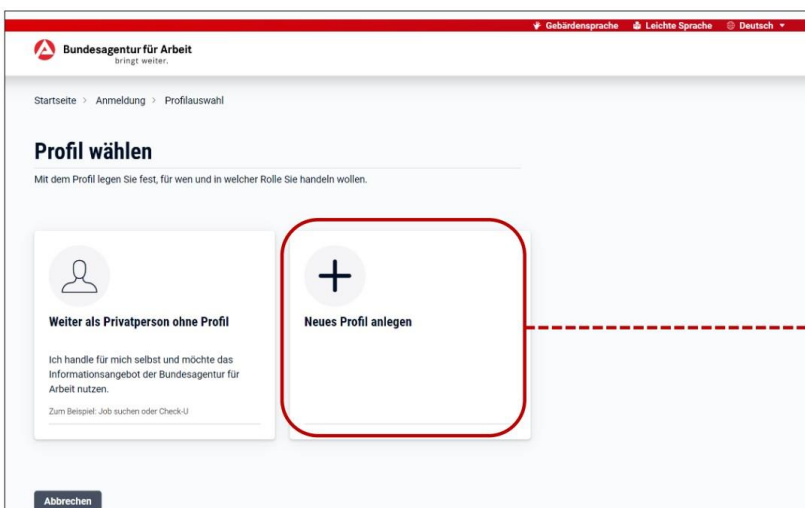 Gebärdensprache Leichte Sprache Deutsch
Bundesagentur für Arbeit
bringt weiter.
Startseite > Anmeldung > Profilauswahl
Profil wählen
Mit dem Profil legen Sie fest, für wen und in welcher Rolle Sie handeln wollen.
Weiter als Privatperson ohne Profil
Ich handle für mich selbst und möchte das
Informationsangebot der Bundesagentur für
Arbeit nutzen.
Zum Beispiel: Job suchen oder Check-U
Neues Profil anlegen
Abbrechen